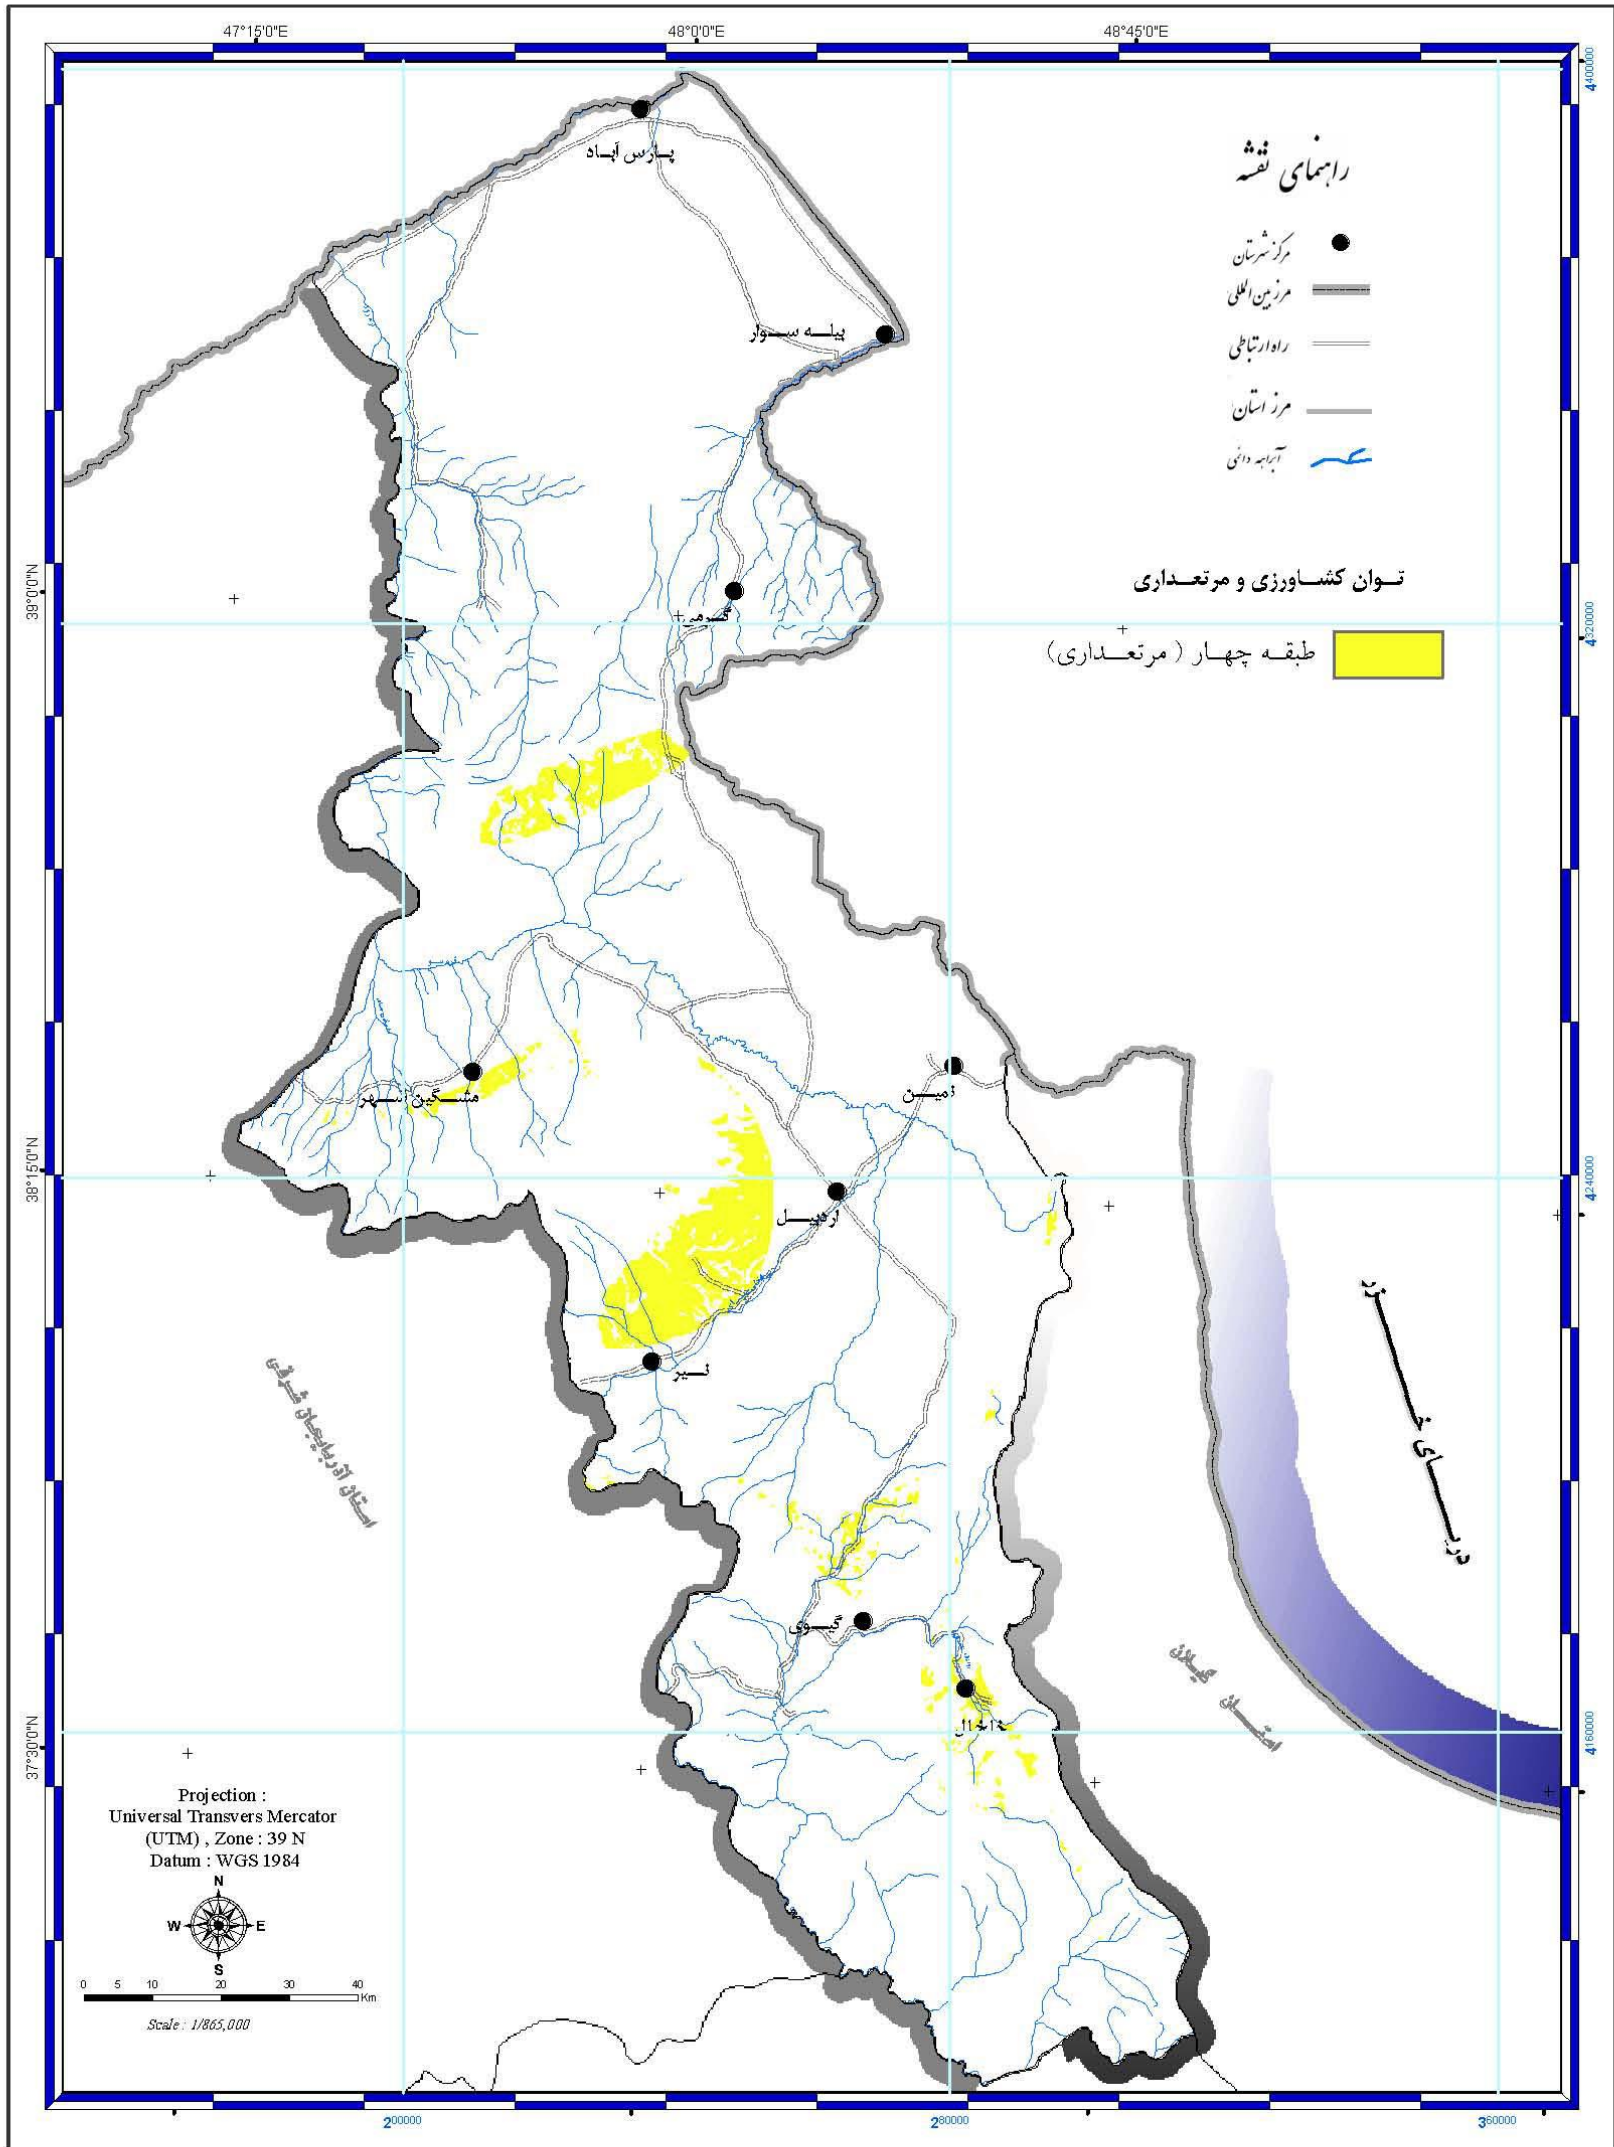 47°15'0"E
48°0'0"E
48°45'0"E
4400000
راهنمای نقشه
مرکز شهرستان
مرز بین‌المللی
راه ارتباطی
مرز استان
آبراهه دائمی
پارس آباد
بیله سوار
39°0'0"N
4320000
گرمی
توان کشاورزی و مرتعداری
طبقه چهار ( مرتعداری)
مشگین شهر
نمین
38°15'0"N
4240000
اردبیل
نیر
دریای خزر
استان آذربایجان شرقی
گیوی
استان گیلان
خلخال
37°30'0"N
4160000
Projection :
Universal Transvers Mercator
(UTM) , Zone : 39 N
Datum : WGS 1984
N
W E
S
0 5 10 20 30 40
Km
Scale : 1/865,000
200000
280000
360000